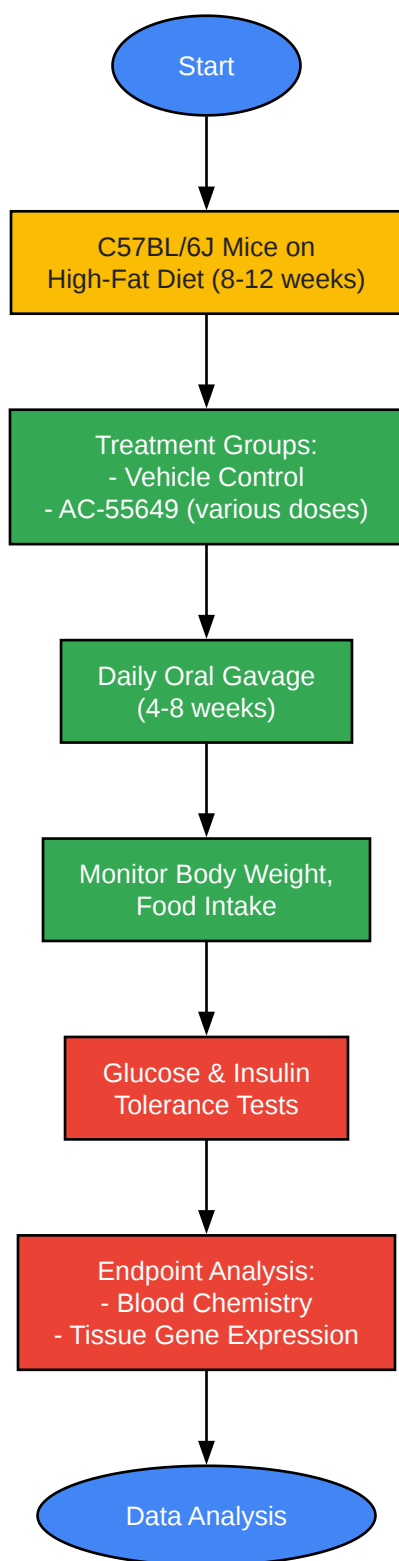 Start
C57BL/6J Mice on
High-Fat Diet (8-12 weeks)
Treatment Groups:
- Vehicle Control
- AC-55649 (various doses)
Daily Oral Gavage
(4-8 weeks)
Monitor Body Weight,
Food Intake
Glucose & Insulin
Tolerance Tests
Endpoint Analysis:
- Blood Chemistry
- Tissue Gene Expression
Data Analysis